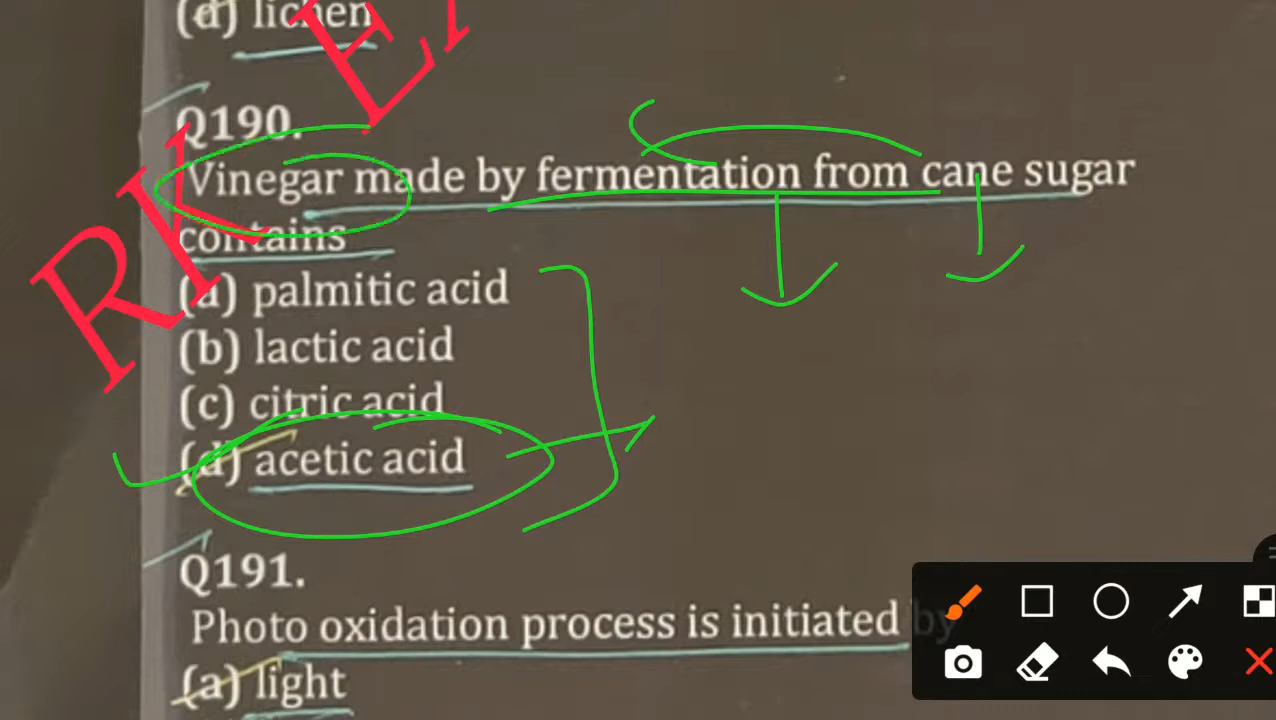 (d) lichen
Q190.
Vinegar made by fermentation from cane sugar
contains
(a) palmitic acid
(b) lactic acid
(c) citric acid
(d) acetic acid
Q191.
Photo oxidation process is initiated by
(a) light
RK